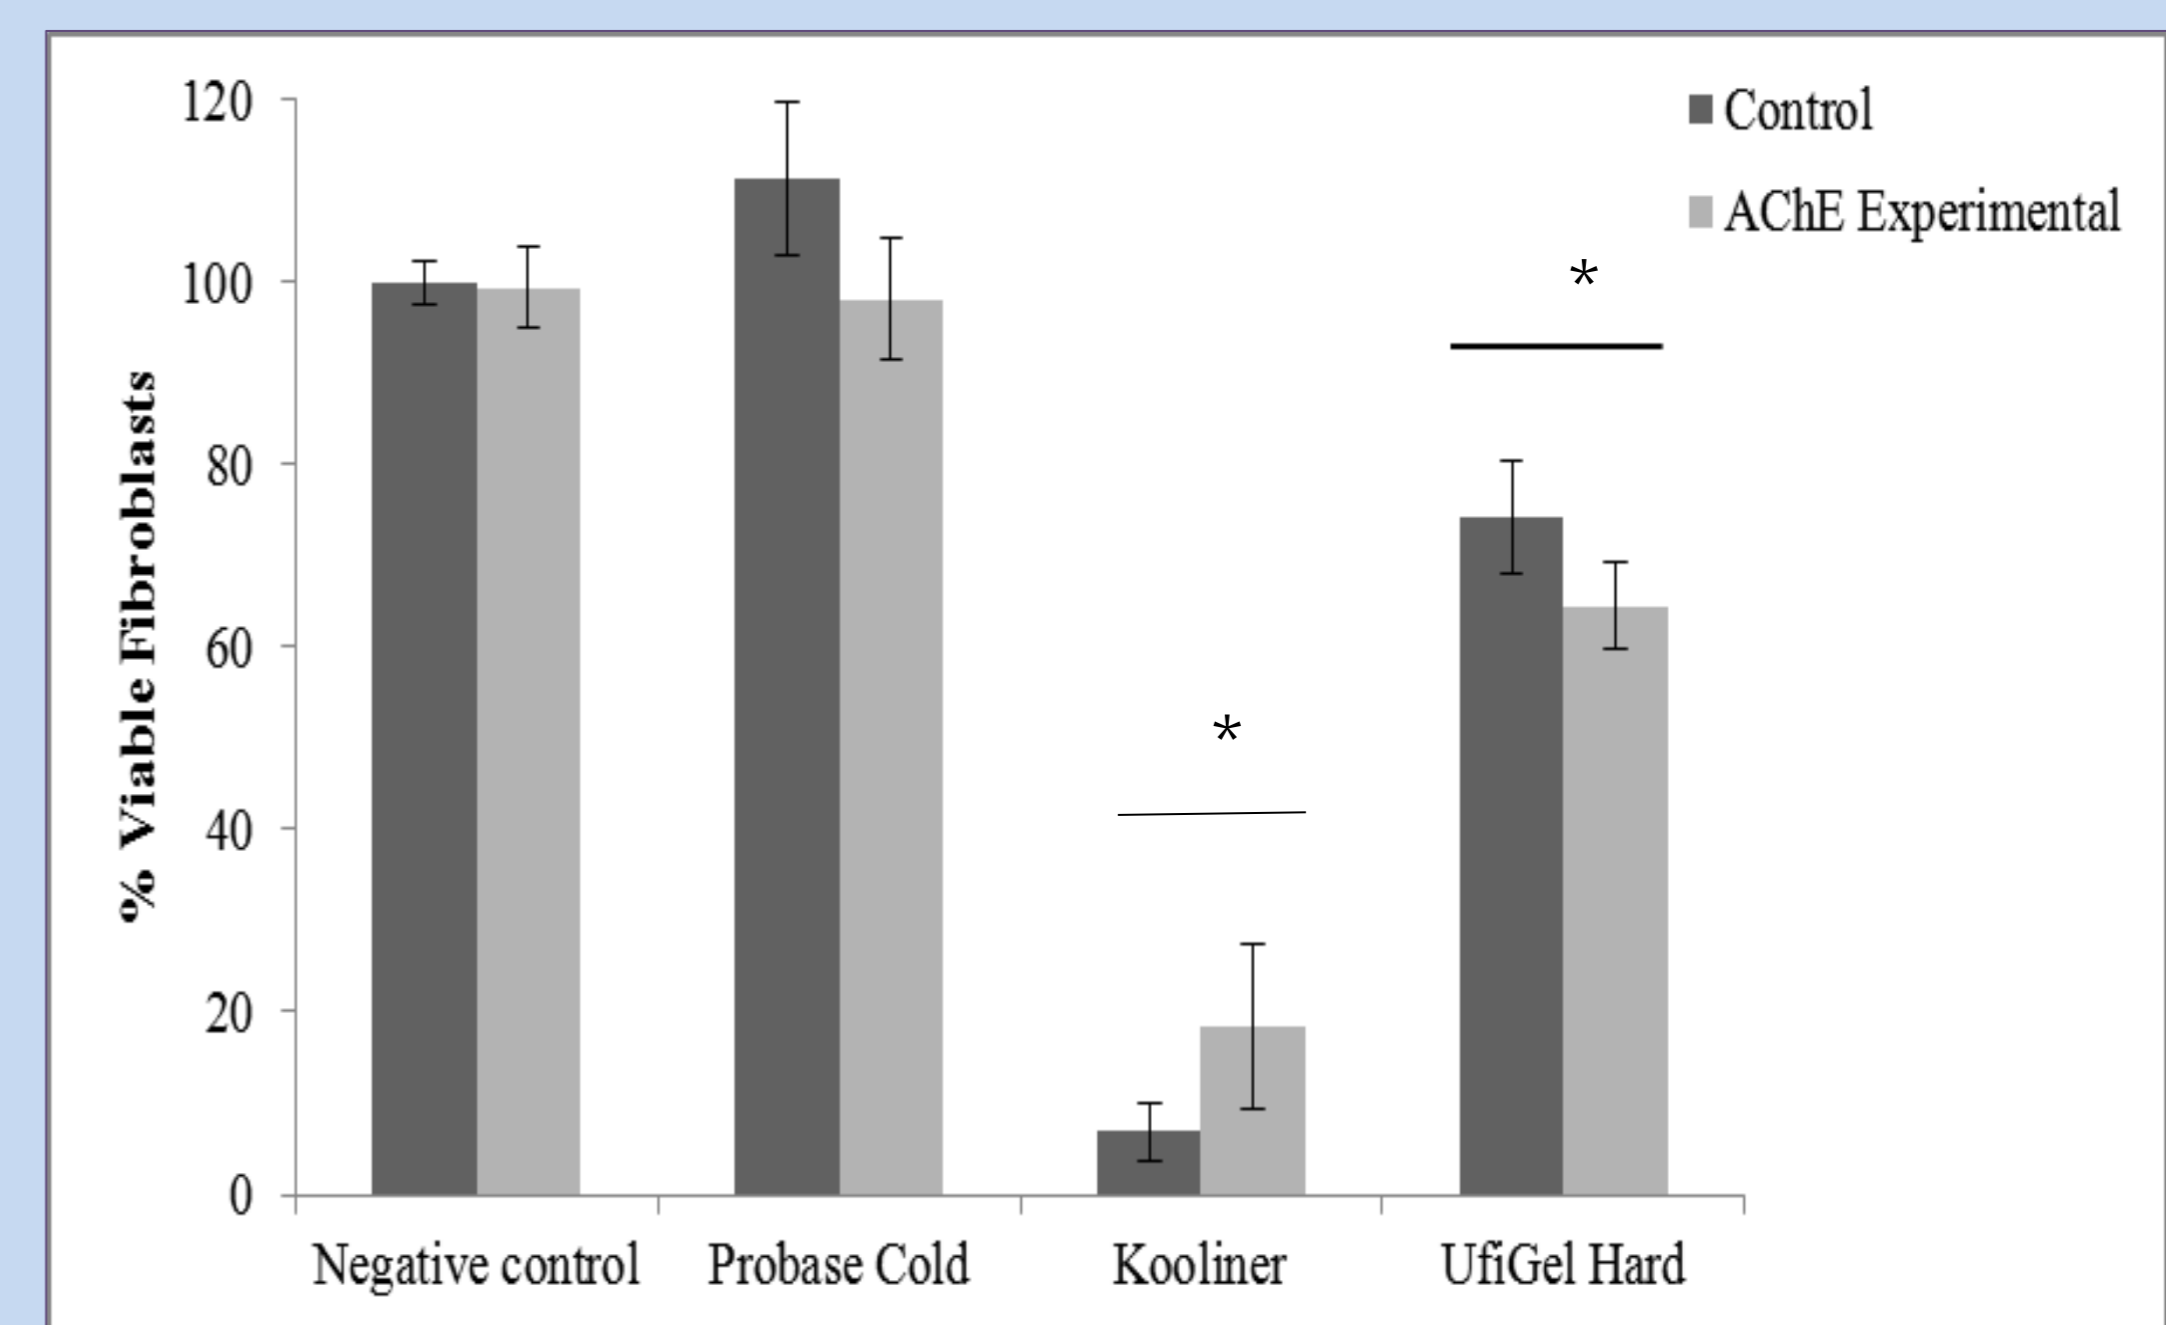 % Viable Fibroblasts
120
100
80
60
40
20
0
Control
AChE Experimental
*
*
Negative control
Probase Cold
Kooliner
UfiGel Hard